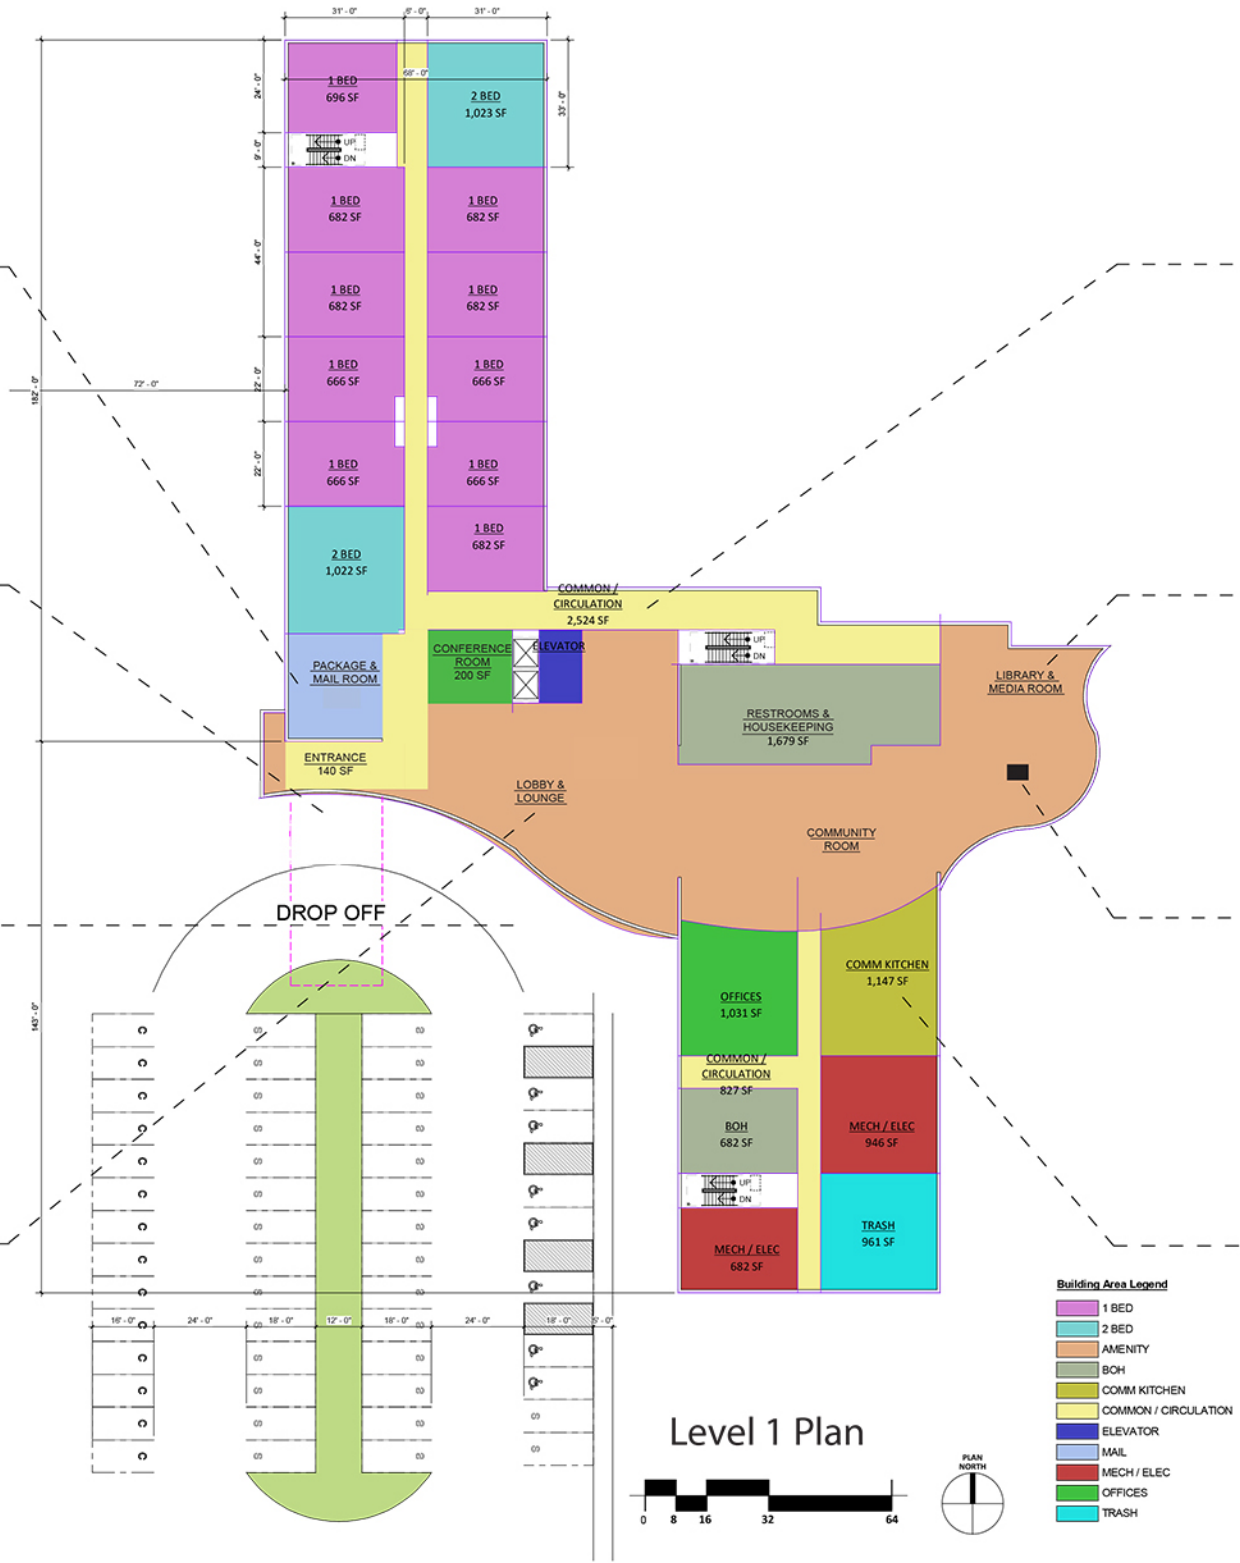 31' - 0"
6' - 0"
31' - 0"
68' - 0"
24' - 0"
33' - 0"
1 BED
696 SF
2 BED
1,023 SF
9' - 0"
UP
DN
1 BED
682 SF
1 BED
682 SF
44' - 0"
1 BED
682 SF
1 BED
682 SF
182' - 0"
72' - 0"
22' - 0"
1 BED
666 SF
1 BED
666 SF
22' - 0"
1 BED
666 SF
1 BED
666 SF
1 BED
682 SF
2 BED
1,022 SF
COMMON /
CIRCULATION
2,524 SF
PACKAGE &
MAIL ROOM
CONFERENCE
ROOM
200 SF
ELEVATOR
UP
DN
LIBRARY &
MEDIA ROOM
RESTROOMS &
HOUSEKEEPING
1,679 SF
ENTRANCE
140 SF
LOBBY &
LOUNGE
COMMUNITY
ROOM
DROP OFF
143' - 0"
OFFICES
1,031 SF
COMM KITCHEN
1,147 SF
COMMON /
CIRCULATION
827 SF
BOH
682 SF
MECH / ELEC
946 SF
UP
DN
MECH / ELEC
682 SF
TRASH
961 SF
C
C
C
C
C
C
C
C
C
C
C
16' - 0"
24' - 0"
18' - 0"
12' - 0"
18' - 0"
24' - 0"
18' - 0"
5' - 0"
Level 1 Plan
0 8 16 32 64
PLAN
NORTH
Building Area Legend
1 BED
2 BED
AMENITY
BOH
COMM KITCHEN
COMMON / CIRCULATION
ELEVATOR
MAIL
MECH / ELEC
OFFICES
TRASH